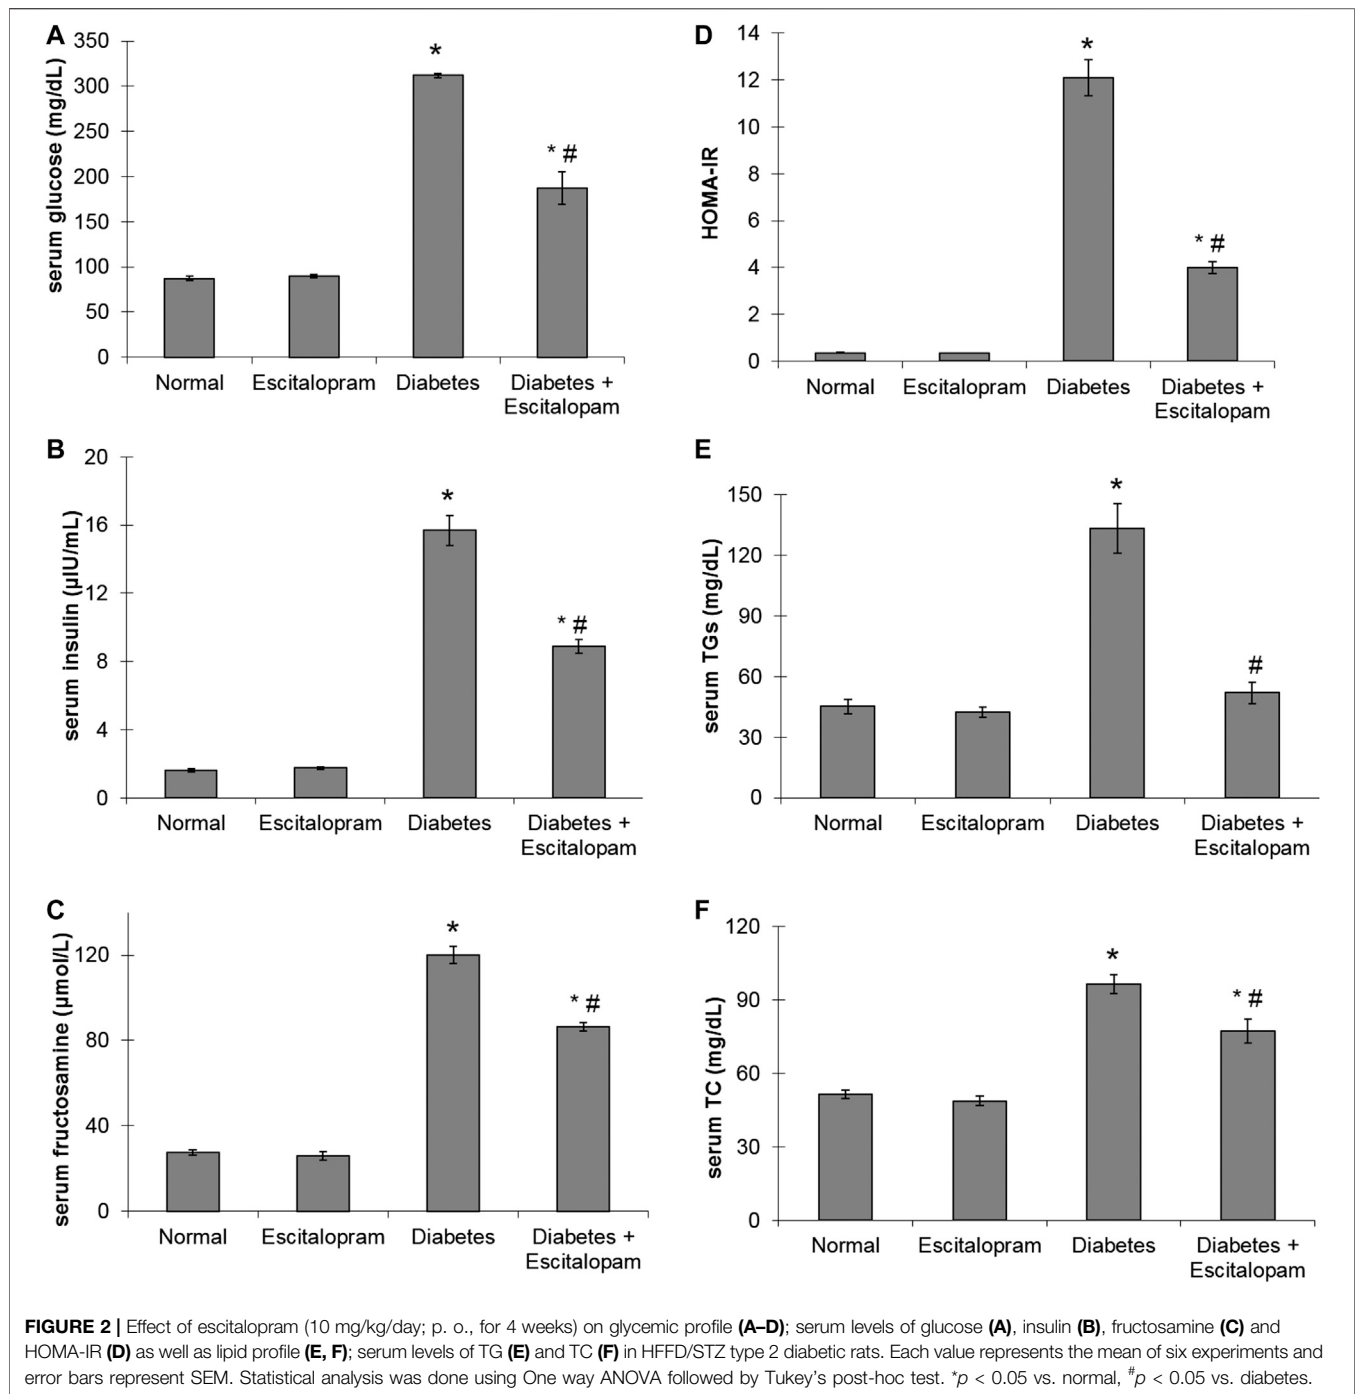 A
serum glucose (mg/dL)
350
300
250
200
150
100
50
0
*
* #
Normal
Escitalopram
Diabetes
Diabetes +
Escitalopam
D
HOMA-IR
14
12
10
8
6
4
2
0
*
* #
Normal
Escitalopram
Diabetes
Diabetes +
Escitalopam
B
serum insulin (µIU/mL)
20
16
12
8
4
0
*
* #
Normal
Escitalopram
Diabetes
Diabetes +
Escitalopam
E
serum TGs (mg/dL)
150
120
90
60
30
0
*
#
Normal
Escitalopram
Diabetes
Diabetes +
Escitalopam
C
serum fructosamine (µmol/L)
120
80
40
0
*
* #
Normal
Escitalopram
Diabetes
Diabetes +
Escitalopam
F
serum TC (mg/dL)
120
90
60
30
0
*
* #
Normal
Escitalopram
Diabetes
Diabetes +
Escitalopam
FIGURE 2 | Effect of escitalopram (10 mg/kg/day; p. o., for 4 weeks) on glycemic profile (A–D); serum levels of glucose (A), insulin (B), fructosamine (C) and
HOMA-IR (D) as well as lipid profile (E, F); serum levels of TG (E) and TC (F) in HFFD/STZ type 2 diabetic rats. Each value represents the mean of six experiments and
error bars represent SEM. Statistical analysis was done using One way ANOVA followed by Tukey's post-hoc test. *p < 0.05 vs. normal, #p < 0.05 vs. diabetes.